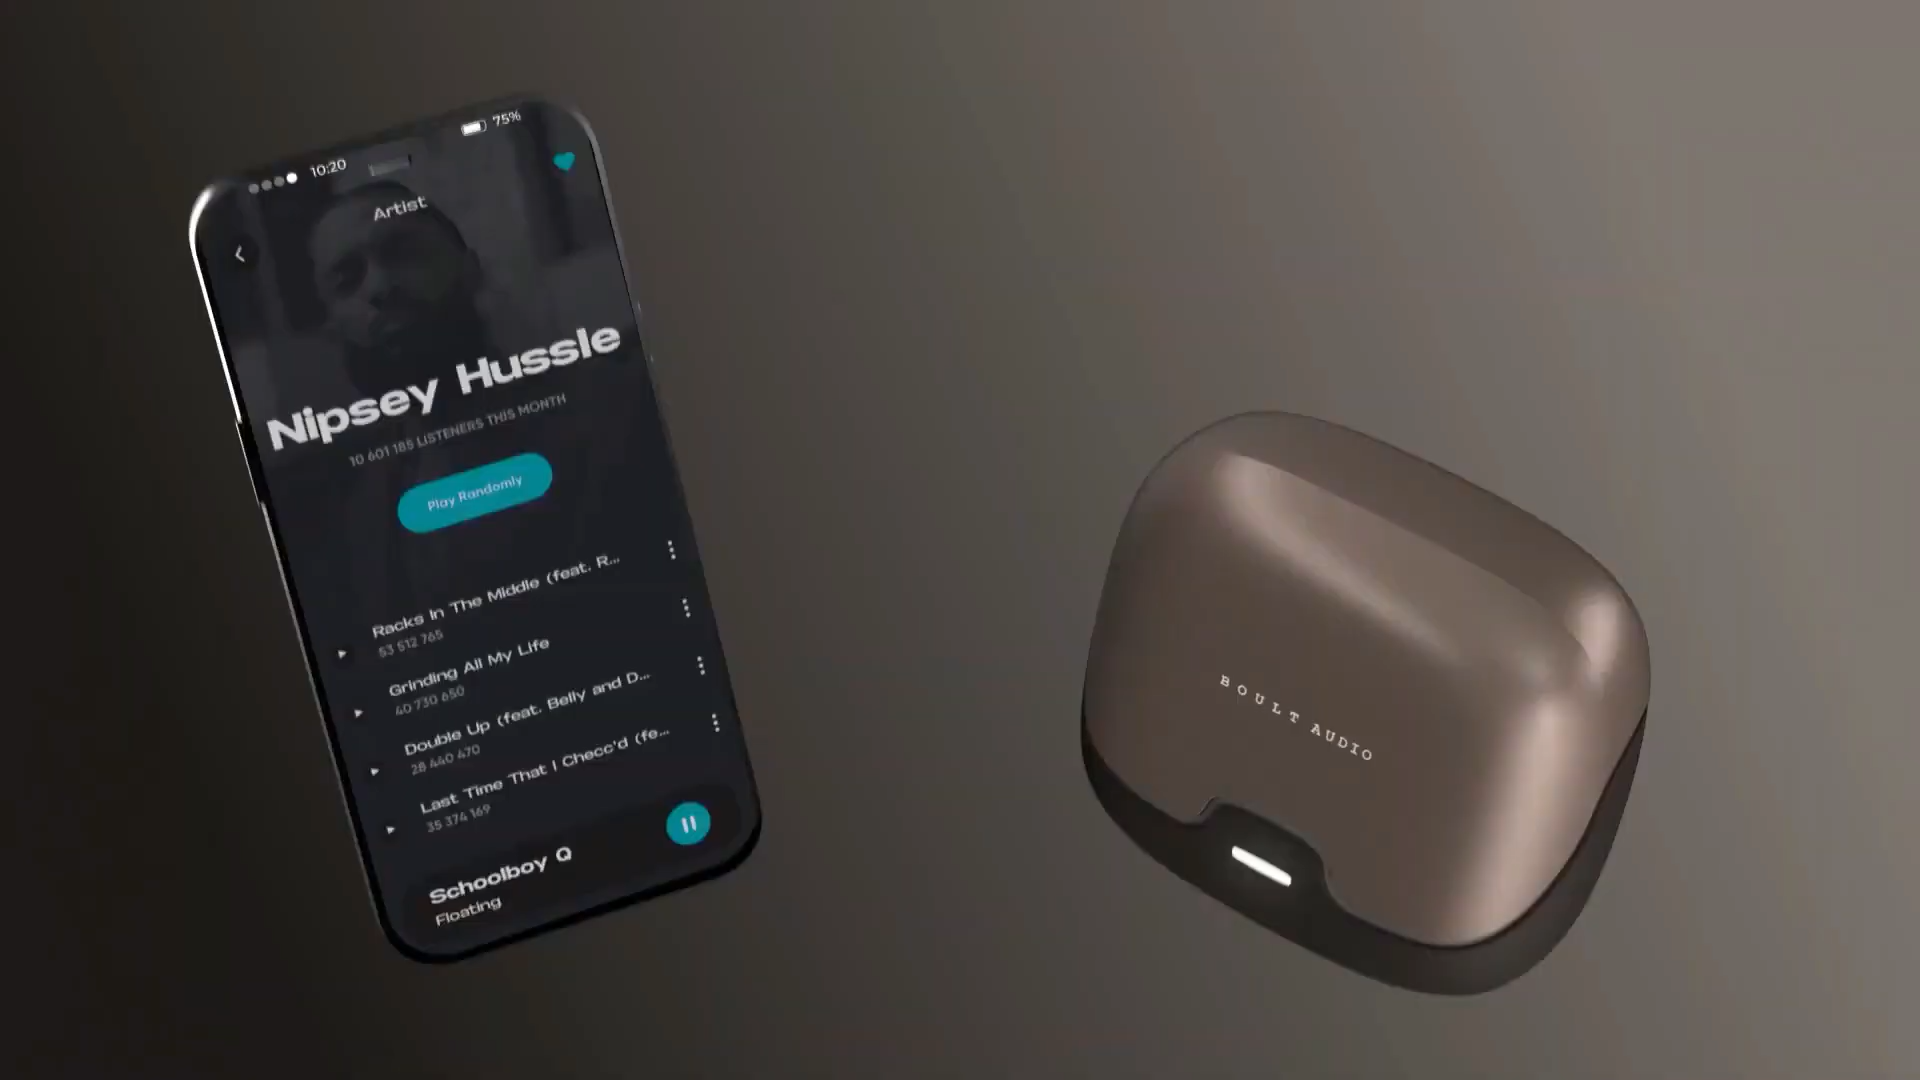 10:20
75%
Artist
Nipsey Hussle
10 601 185 LISTENERS THIS MONTH
Play Randomly
Racks In The Middle (feat. R...
53 512 765
Grinding All My Life
40 730 650
Double Up (feat. Belly and D...
28 440 470
Last Time That I Checc'd (fe...
35 374 169
Schoolboy Q
Floating
BOULT AUDIO